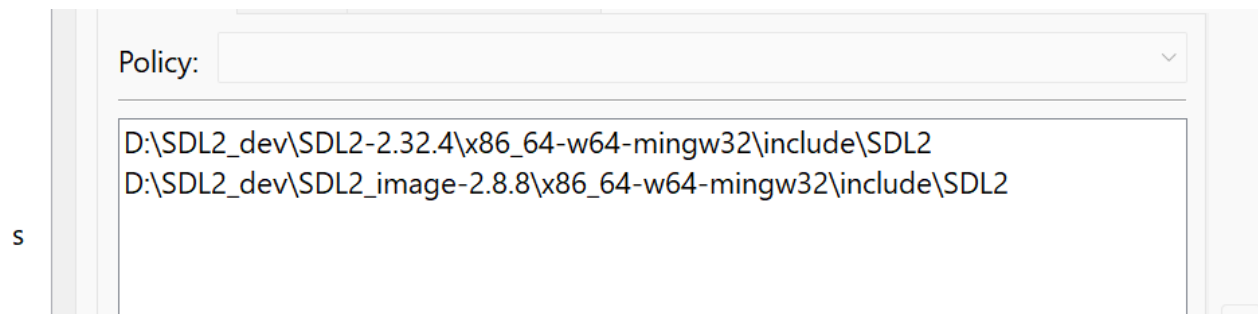 Policy:
D:\SDL2_dev\SDL2-2.32.4\x86_64-w64-mingw32\include\SDL2
D:\SDL2_dev\SDL2_image-2.8.8\x86_64-w64-mingw32\include\SDL2
s